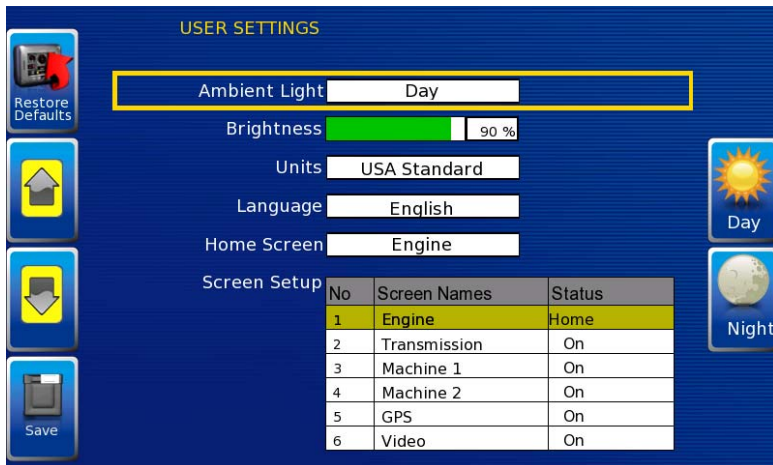 USER SETTINGS
Restore
Defaults
Ambient Light Day
Brightness 90 %
Units USA Standard
Language English
Home Screen Engine
Screen Setup
No Screen Names Status
1 Engine Home
2 Transmission On
3 Machine 1 On
4 Machine 2 On
5 GPS On
6 Video On
Save
Day
Night